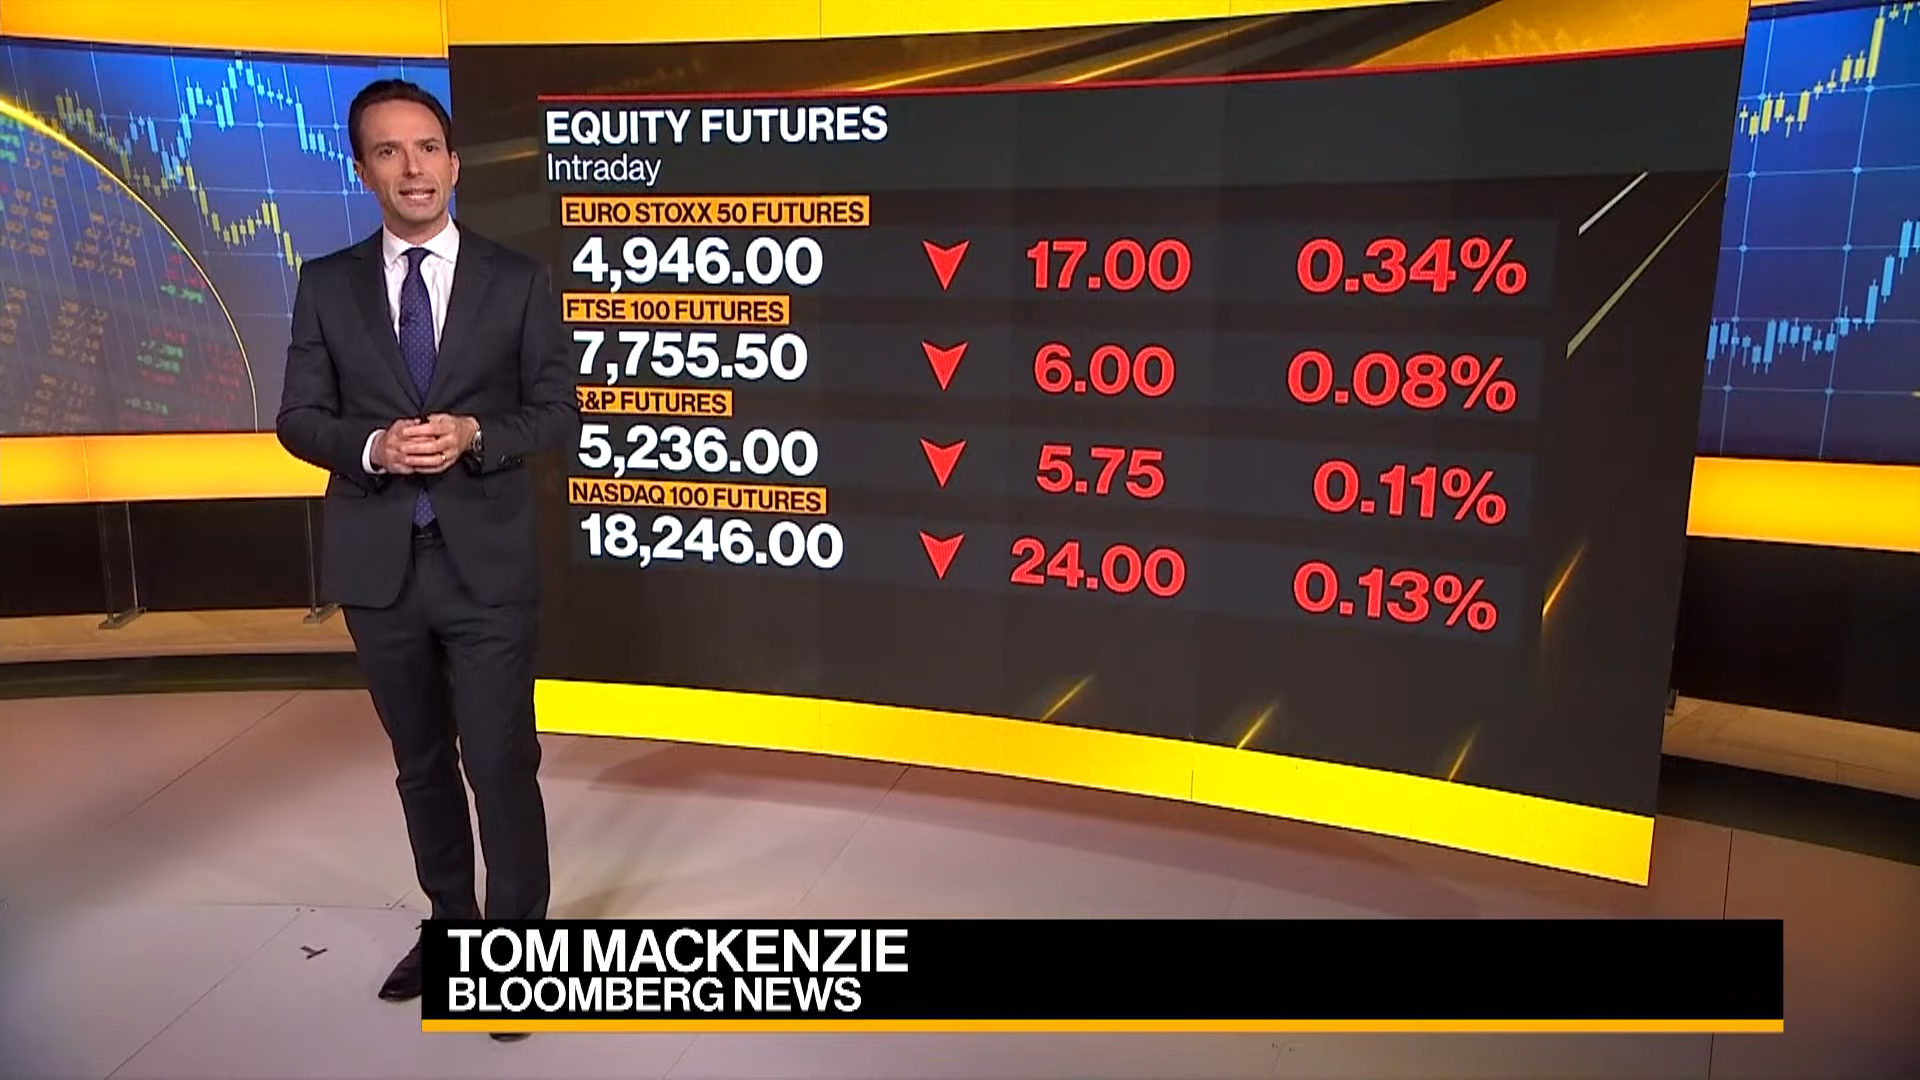 EQUITY FUTURES
Intraday
EURO STOXX 50 FUTURES
4,946.00 17.00 0.34%
FTSE 100 FUTURES
7,755.50 6.00 0.08%
S&P FUTURES
5,236.00 5.75 0.11%
NASDAQ 100 FUTURES
18,246.00 24.00 0.13%
TOM MACKENZIE
BLOOMBERG NEWS